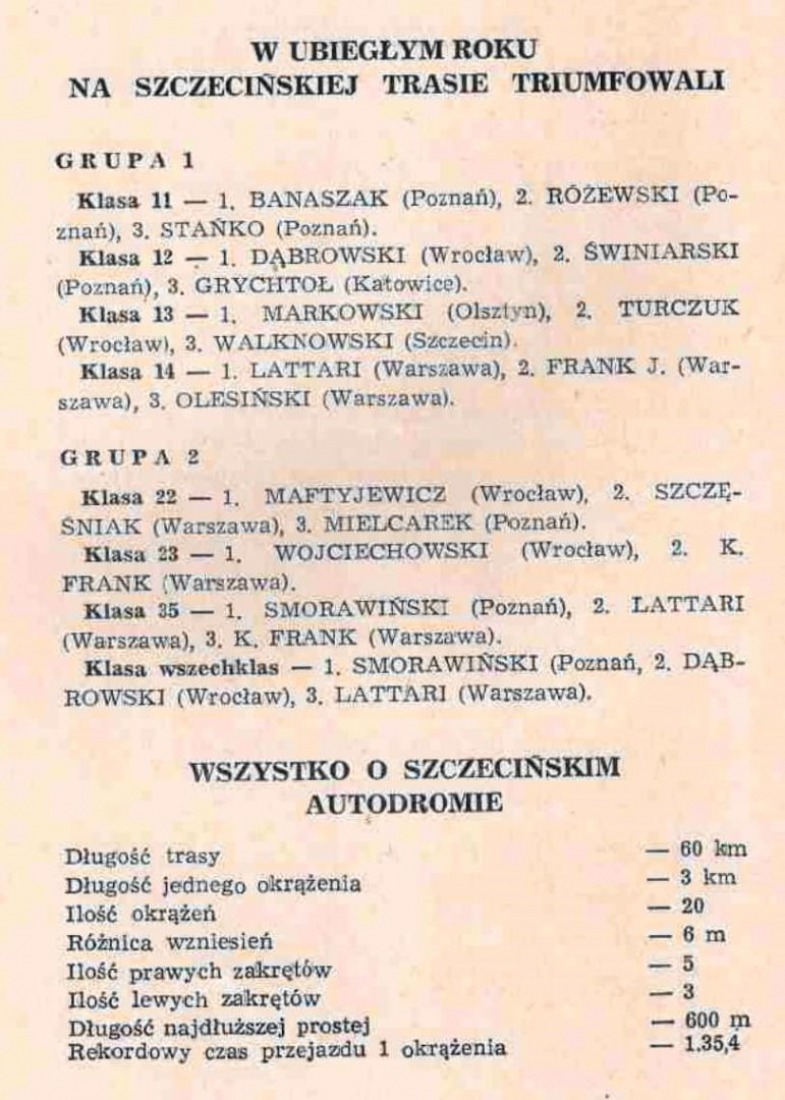 W UBIEGŁYM ROKU
NA SZCZECIŃSKIEJ TRASIE TRIUMFOWALI
GRUPA 1
Klasa 11 — 1. BANASZAK (Poznań), 2. RÓŻEWSKI (Po-
znań), 3. STAŃKO (Poznań).
Klasa 12 — 1. DĄBROWSKI (Wrocław), 2. ŚWINIARSKI
(Poznań), 3. GRYCHTOŁ (Katowice).
Klasa 13 — 1. MARKOWSKI (Olsztyn), 2. TURCZUK
(Wrocław), 3. WALKNOWSKI (Szczecin).
Klasa 14 — 1. LATTARI (Warszawa), 2. FRANK J. (War-
szawa), 3. OLESIŃSKI (Warszawa).
GRUPA 2
Klasa 22 — 1. MAFTYJEWICZ (Wrocław), 2. SZCZĘ-
ŚNIAK (Warszawa), 3. MIELCAREK (Poznań).
Klasa 23 — 1. WOJCIECHOWSKI (Wrocław), 2. K.
FRANK (Warszawa).
Klasa 35 — 1. SMORAWIŃSKI (Poznań), 2. LATTARI
(Warszawa), 3. K. FRANK (Warszawa).
Klasa wszechklas — 1. SMORAWIŃSKI (Poznań, 2. DĄB-
ROWSKI (Wrocław), 3. LATTARI (Warszawa).
WSZYSTKO O SZCZECIŃSKIM
AUTODROMIE
Długość trasy — 60 km
Długość jednego okrążenia — 3 km
Ilość okrążeń — 20
Różnica wzniesień — 6 m
Ilość prawych zakrętów — 5
Ilość lewych zakrętów — 3
Długość najdłuższej prostej — 600 m
Rekordowy czas przejazdu 1 okrążenia — 1.35,4